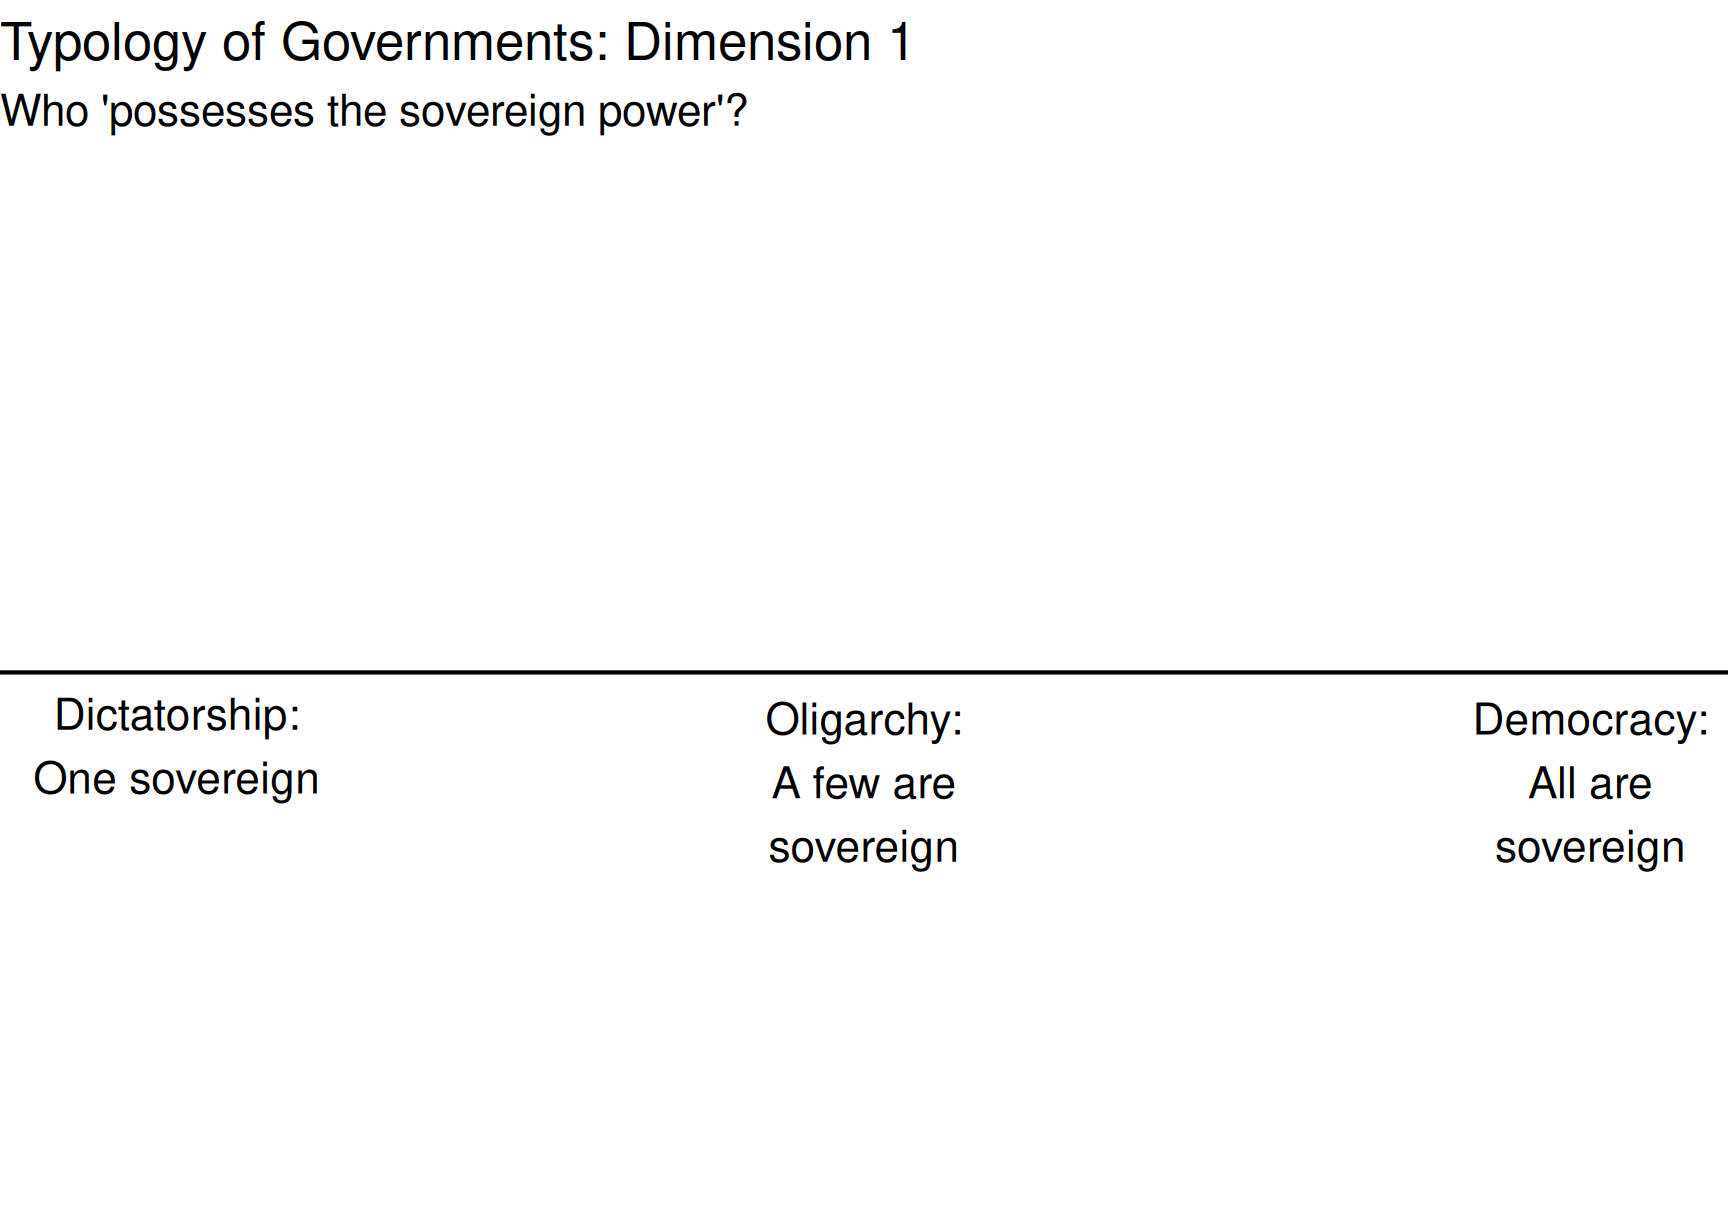 Typology of Governments: Dimension 1
Who 'possesses the sovereign power'?
Dictatorship:
One sovereign
Oligarchy:
A few are
sovereign
Democracy:
All are
sovereign